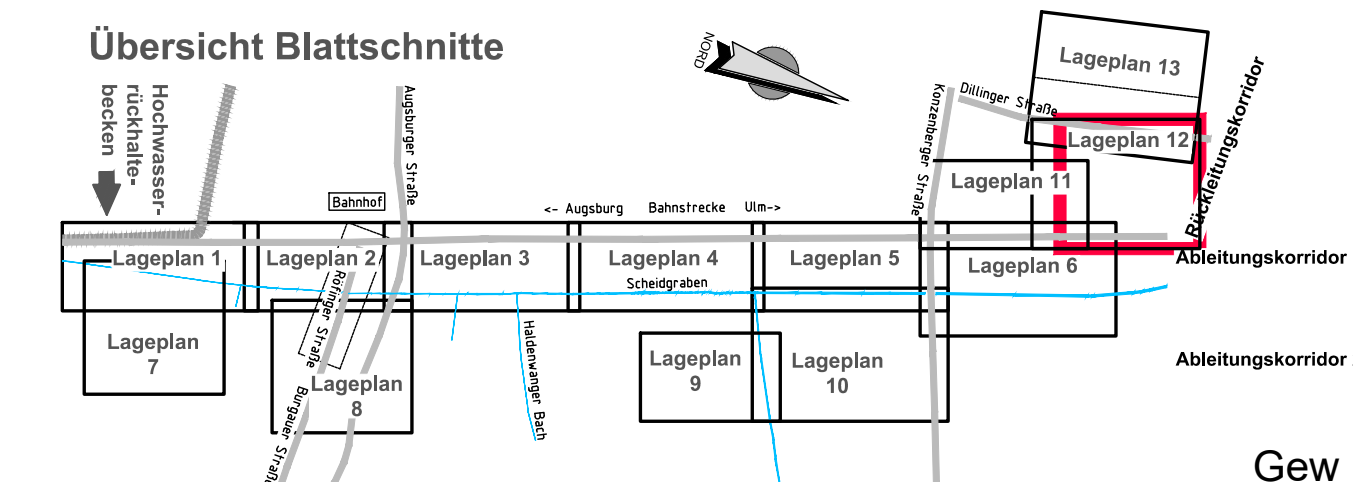 Übersicht Blattschnitte
NORD
Hochwasser-
rückhalte-
becken
Augsburger Straße
Konzenberger Straße
Dillinger Straße
Lageplan 13
Lageplan 12
Lageplan 11
Rückleitungskorridor
Bahnhof
<- Augsburg Bahnstrecke Ulm->
Lageplan 1
Lageplan 2
Lageplan 3
Lageplan 4
Lageplan 5
Lageplan 6
Ableitungskorridor
Scheidgraben
Röfinger Straße
Burgauer Straße
Haldenwanger Bach
Lageplan
7
Lageplan
8
Lageplan
9
Lageplan
10
Ableitungskorridor
Gew